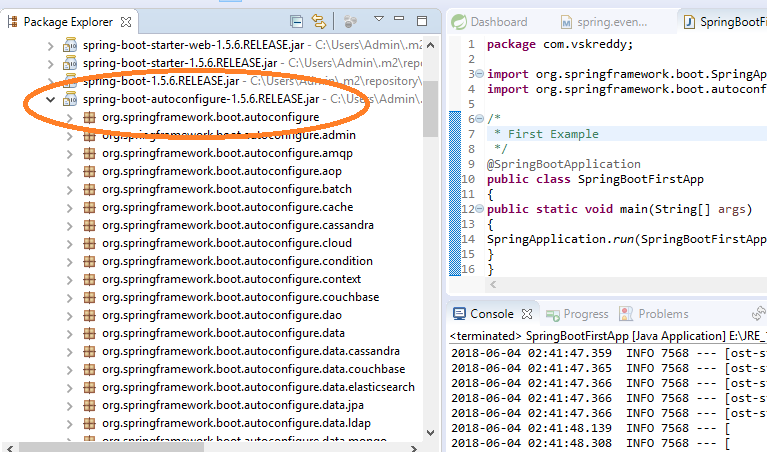 Package Explorer
spring-boot-starter-web-1.5.6.RELEASE.jar - C:\Users\Admin\.m2
spring-boot-starter-1.5.6.RELEASE.jar - C:\Users\Admin\.m2\repo
spring-boot-1.5.6.RELEASE.jar - C:\Users\Admin\.m2\repository
spring-boot-autoconfigure-1.5.6.RELEASE.jar - C:\Users\Admin\.
org.springframework.boot.autoconfigure
org.springframework.boot.autoconfigure.admin
org.springframework.boot.autoconfigure.amqp
org.springframework.boot.autoconfigure.aop
org.springframework.boot.autoconfigure.batch
org.springframework.boot.autoconfigure.cache
org.springframework.boot.autoconfigure.cassandra
org.springframework.boot.autoconfigure.cloud
org.springframework.boot.autoconfigure.condition
org.springframework.boot.autoconfigure.context
org.springframework.boot.autoconfigure.couchbase
org.springframework.boot.autoconfigure.dao
org.springframework.boot.autoconfigure.data
org.springframework.boot.autoconfigure.data.cassandra
org.springframework.boot.autoconfigure.data.couchbase
org.springframework.boot.autoconfigure.data.elasticsearch
org.springframework.boot.autoconfigure.data.jpa
org.springframework.boot.autoconfigure.data.ldap
org.springframework.boot.autoconfigure.data.mongo
Dashboard spring.even... SpringBootFi
1 package com.vskreddy;
2
3 import org.springframework.boot.SpringAp
4 import org.springframework.boot.autoconf
5
6 /*
7 * First Example
8 */
9 @SpringBootApplication
10 public class SpringBootFirstApp
11 {
12 public static void main(String[] args)
13 {
14 SpringApplication.run(SpringBootFirstApp
15 }
16 }
Console Progress Problems
<terminated> SpringBootFirstApp [Java Application] E:\JRE_
2018-06-04 02:41:47.359 INFO 7568 --- [ost-s
2018-06-04 02:41:47.365 INFO 7568 --- [ost-s
2018-06-04 02:41:47.366 INFO 7568 --- [ost-s
2018-06-04 02:41:47.366 INFO 7568 --- [ost-s
2018-06-04 02:41:48.139 INFO 7568 --- [
2018-06-04 02:41:48.308 INFO 7568 --- [